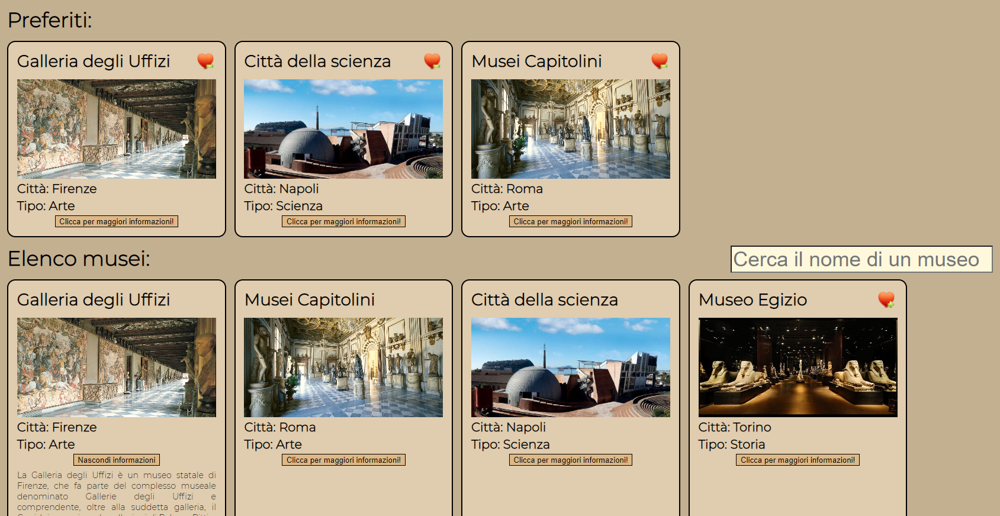 Preferiti:
Galleria degli Uffizi
Città: Firenze
Tipo: Arte
Clicca per maggiori informazioni!
Città della scienza
Città: Napoli
Tipo: Scienza
Clicca per maggiori informazioni!
Musei Capitolini
Città: Roma
Tipo: Arte
Clicca per maggiori informazioni!
Elenco musei:
Cerca il nome di un museo
Galleria degli Uffizi
Città: Firenze
Tipo: Arte
Nascondi informazioni
La Galleria degli Uffizi è un museo statale di
Firenze, che fa parte del complesso museale
denominato Gallerie degli Uffizi e
comprendente, oltre alla suddetta galleria, il
Musei Capitolini
Città: Roma
Tipo: Arte
Clicca per maggiori informazioni!
Città della scienza
Città: Napoli
Tipo: Scienza
Clicca per maggiori informazioni!
Museo Egizio
Città: Torino
Tipo: Storia
Clicca per maggiori informazioni!